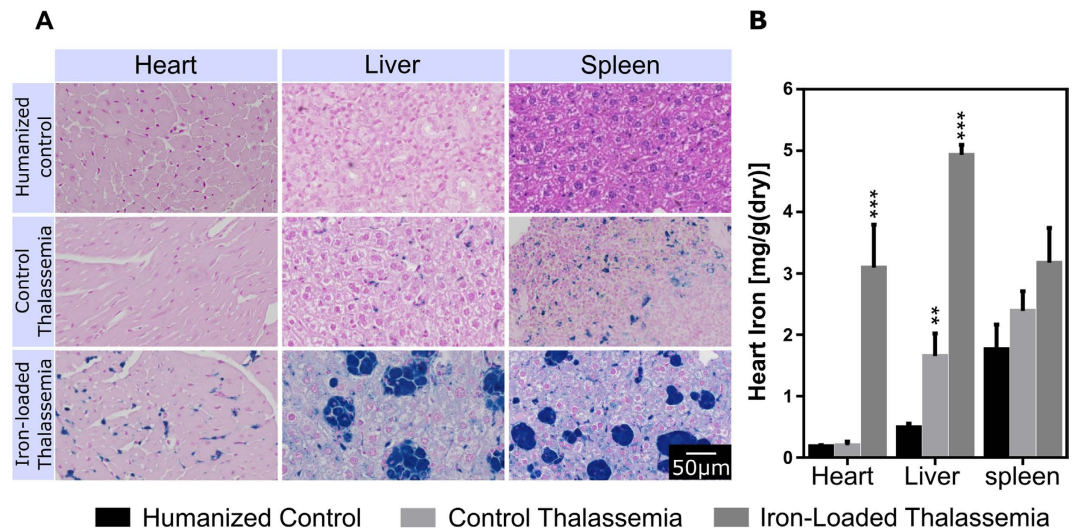 A
B
Heart
Liver
Spleen
Humanized
control
Control
Thalassemia
Iron-loaded
Thalassemia
50µm
Heart Iron [mg/g(dry)]
6
5
4
3
2
1
0
***
**
***
Heart
Liver
spleen
Humanized Control
Control Thalassemia
Iron-Loaded Thalassemia